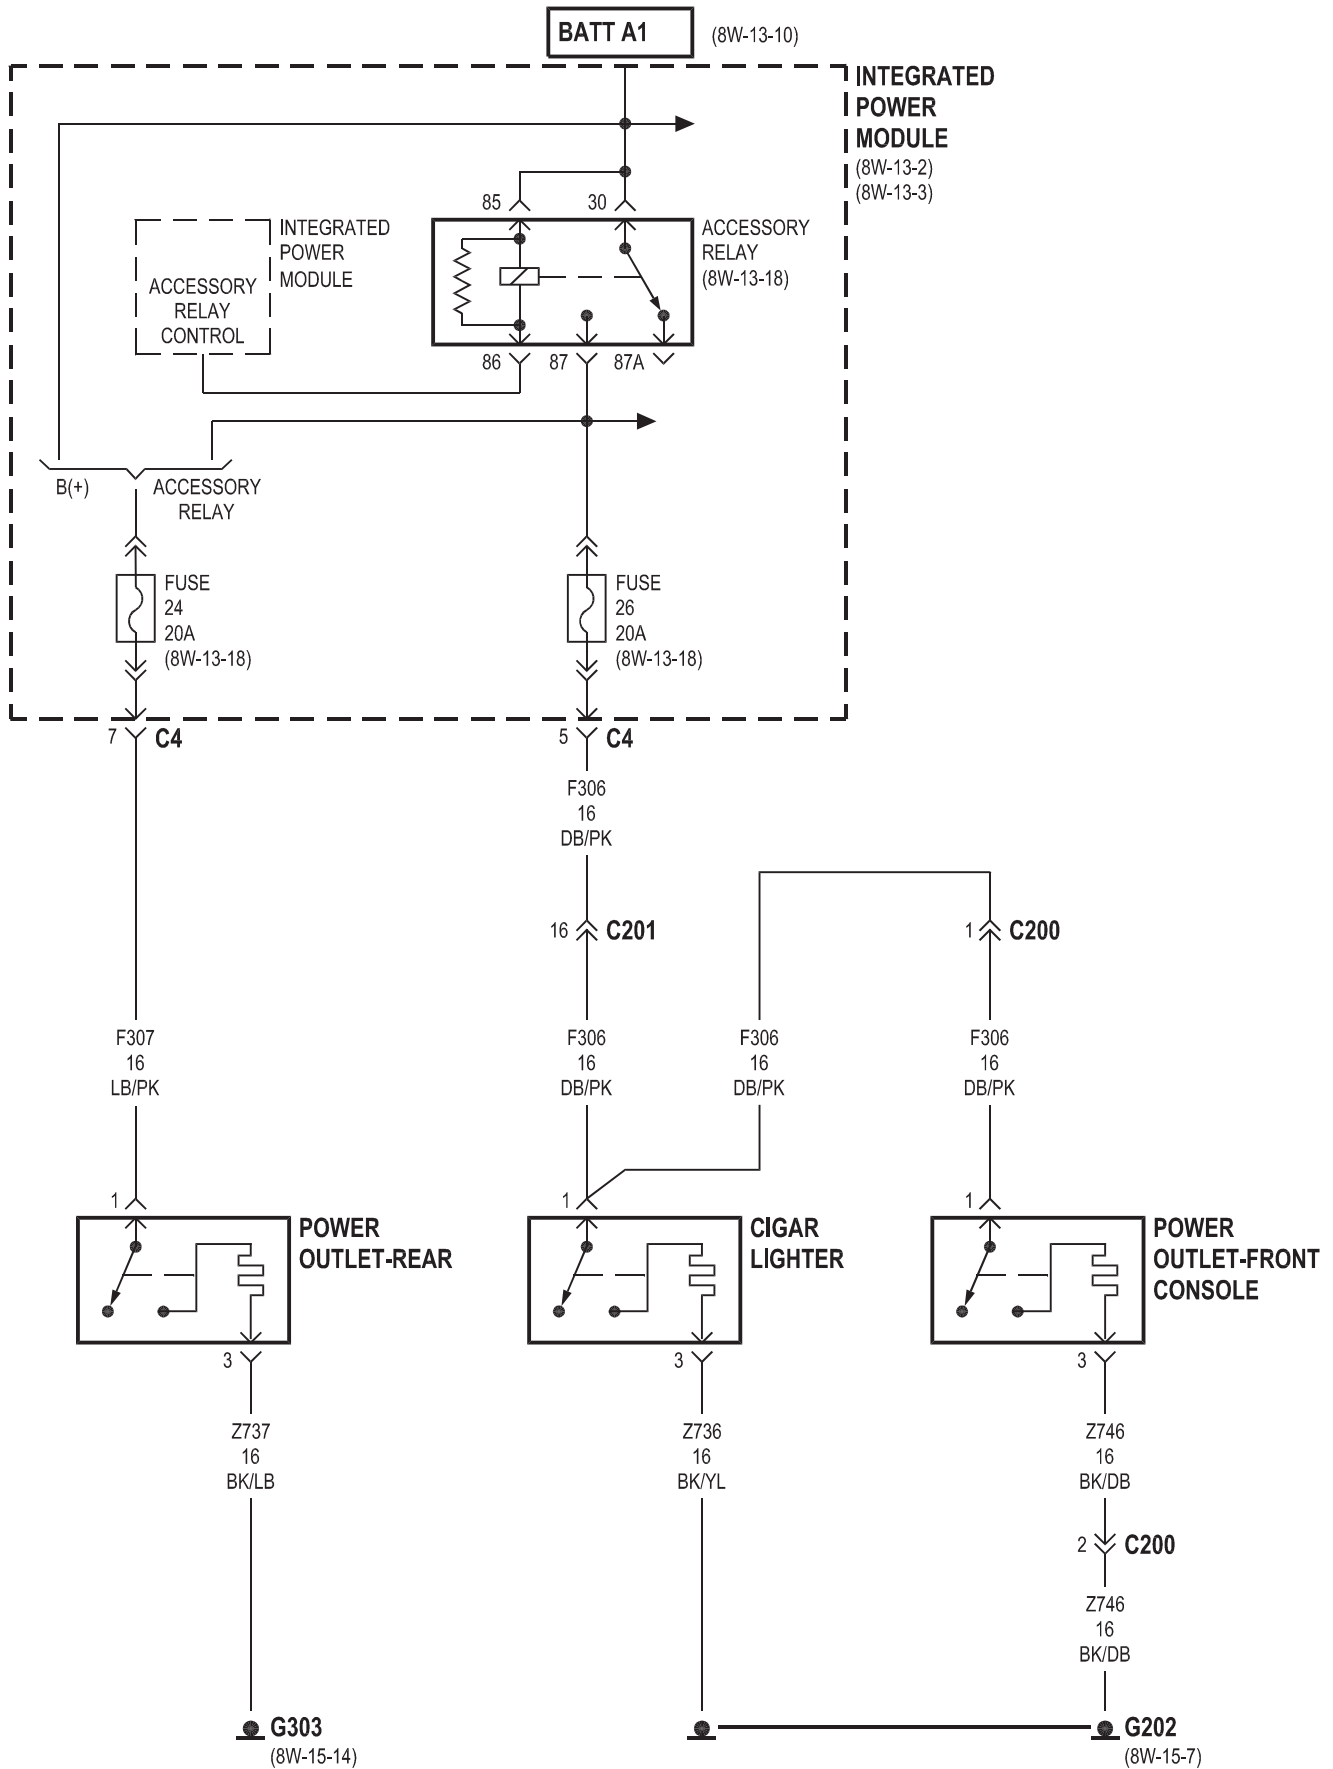 BATT A1
(8W-13-10)
INTEGRATED
POWER
MODULE
(8W-13-2)
(8W-13-3)
85
30
INTEGRATED
POWER
MODULE
ACCESSORY
RELAY
CONTROL
ACCESSORY
RELAY
(8W-13-18)
86
87
87A
B(+)
ACCESSORY
RELAY
FUSE
24
20A
(8W-13-18)
FUSE
26
20A
(8W-13-18)
7
C4
5
C4
F306
16
DB/PK
16
C201
1
C200
F307
16
LB/PK
F306
16
DB/PK
F306
16
DB/PK
F306
16
DB/PK
1
POWER
OUTLET-REAR
1
CIGAR
LIGHTER
1
POWER
OUTLET-FRONT
CONSOLE
3
3
3
Z737
16
BK/LB
Z736
16
BK/YL
Z746
16
BK/DB
2
C200
Z746
16
BK/DB
G303
(8W-15-14)
G202
(8W-15-7)